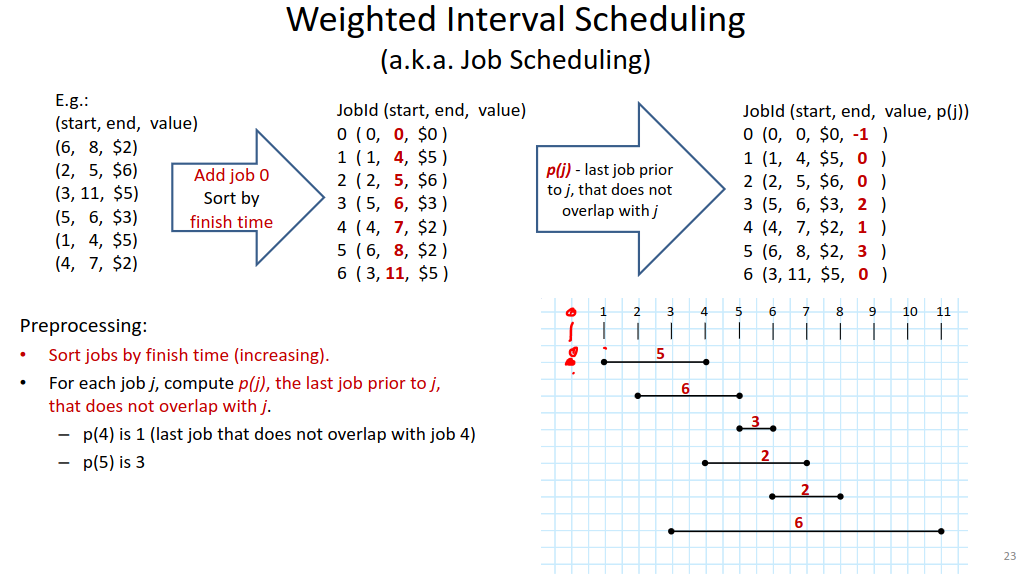 Weighted Interval Scheduling
(a.k.a. Job Scheduling)
E.g.:
(start, end, value)
(6, 8, $2)
(2, 5, $6)
(3, 11, $5)
(5, 6, $3)
(1, 4, $5)
(4, 7, $2)
Add job 0
Sort by
finish time
JobId (start, end, value)
0 ( 0, 0, $0 )
1 ( 1, 4, $5 )
2 ( 2, 5, $6 )
3 ( 5, 6, $3 )
4 ( 4, 7, $2 )
5 ( 6, 8, $2 )
6 ( 3, 11, $5 )
p(j) - last job prior
to j, that does not
overlap with j
JobId (start, end, value, p(j))
0 (0, 0, $0, -1 )
1 (1, 4, $5, 0 )
2 (2, 5, $6, 0 )
3 (5, 6, $3, 2 )
4 (4, 7, $2, 1 )
5 (6, 8, $2, 3 )
6 (3, 11, $5, 0 )
Preprocessing:
• Sort jobs by finish time (increasing).
• For each job j, compute p(j), the last job prior to j,
that does not overlap with j.
– p(4) is 1 (last job that does not overlap with job 4)
– p(5) is 3
1 2 3 4 5 6 7 8 9 10 11
5
6
3
2
2
6
23